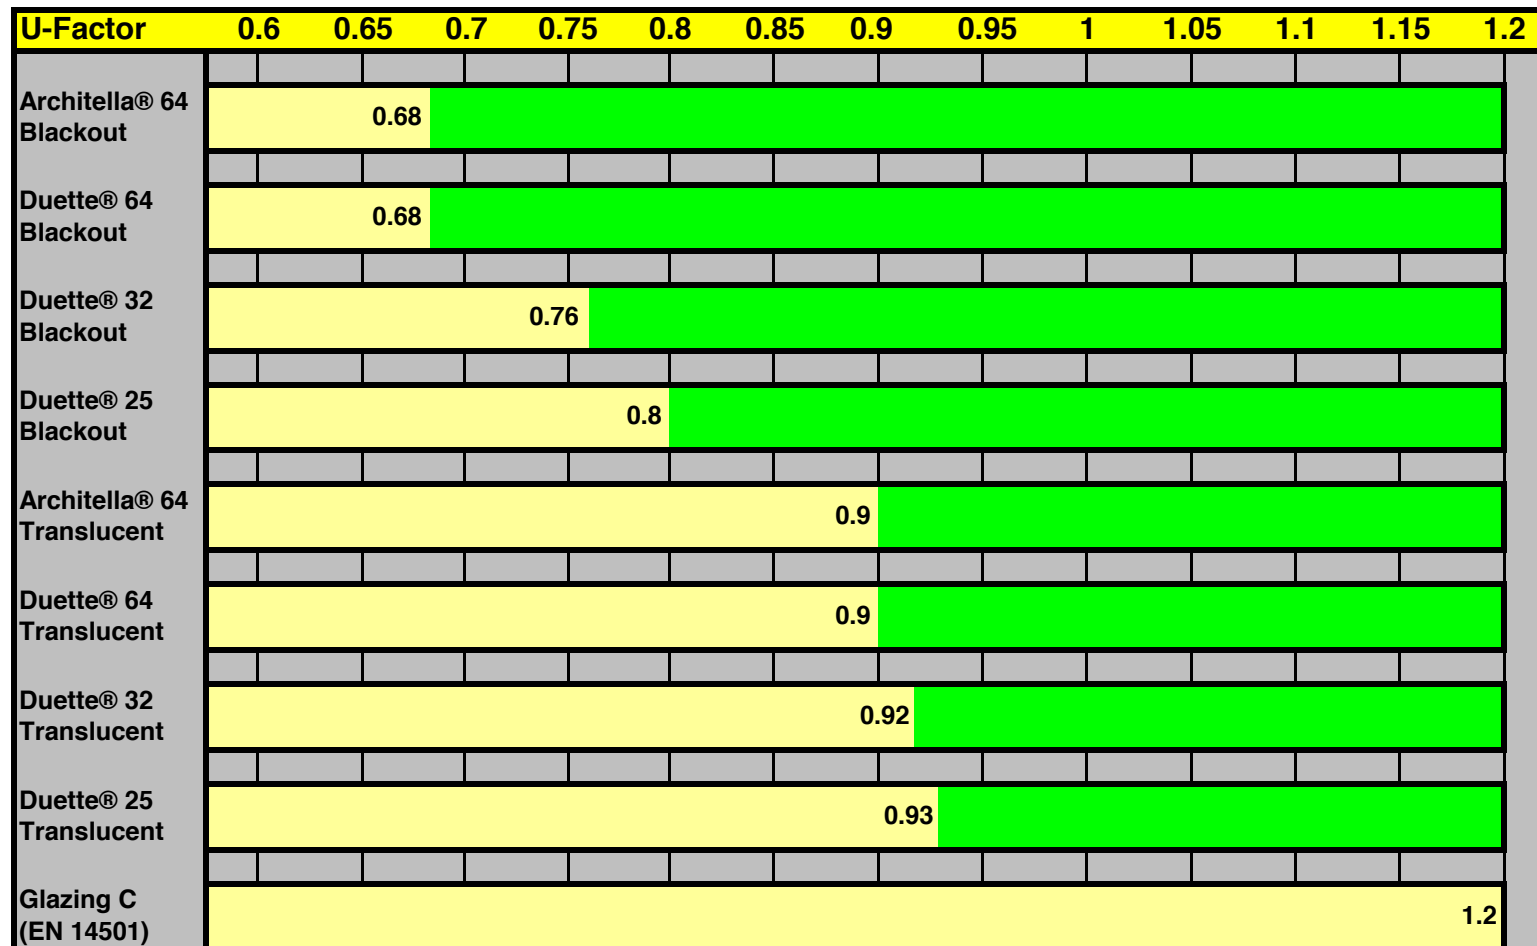 U-Factor 0.6 0.65 0.7 0.75 0.8 0.85 0.9 0.95 1 1.05 1.1 1.15 1.2
Architella® 64
Blackout
0.68
Duette® 64
Blackout
0.68
Duette® 32
Blackout
0.76
Duette® 25
Blackout
0.8
Architella® 64
Translucent
0.9
Duette® 64
Translucent
0.9
Duette® 32
Translucent
0.92
Duette® 25
Translucent
0.93
Glazing C
(EN 14501)
1.2